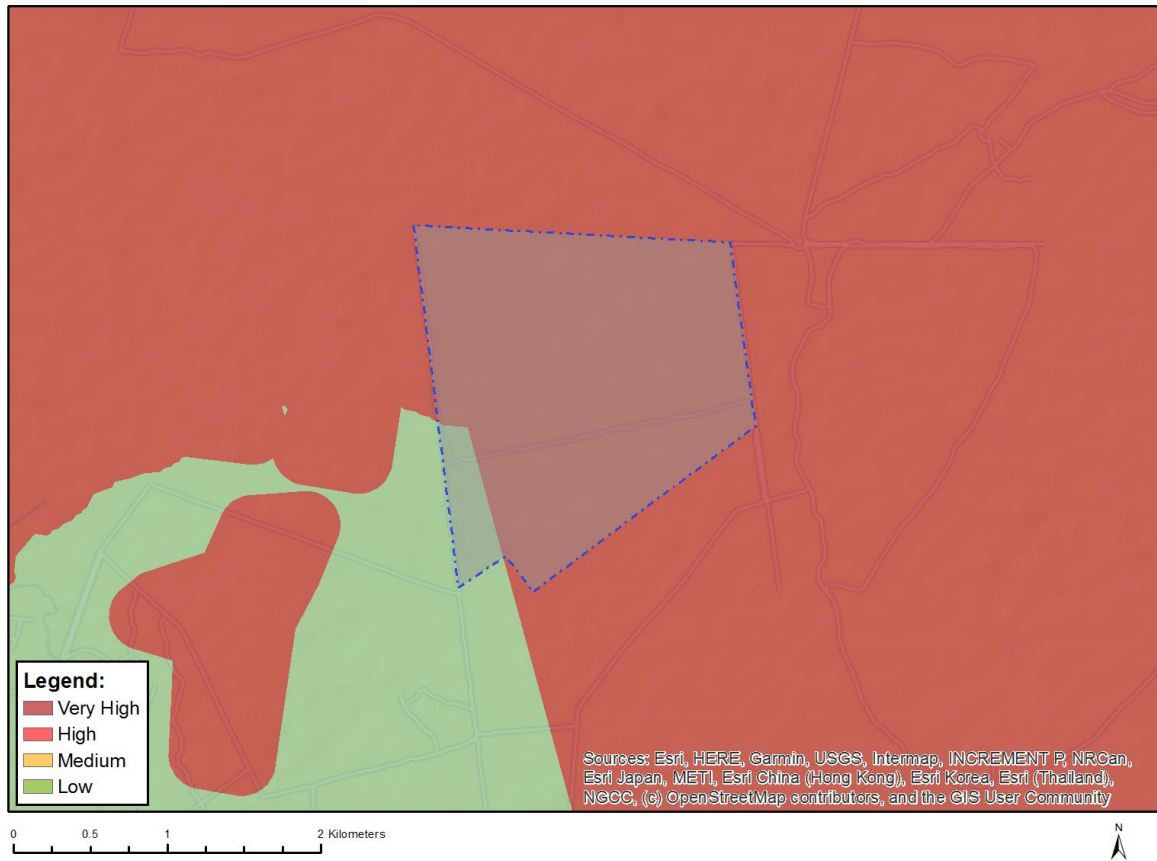 Legend:
Very High
High
Medium
Low
Sources: Esri, HERE, Garmin, USGS, Intermap, INCREMENT P, NRCan,
Esri Japan, METI, Esri China (Hong Kong), Esri Korea, Esri (Thailand),
NGCC, (c) OpenStreetMap contributors, and the GIS User Community
0 0.5 1 2 Kilometers
N